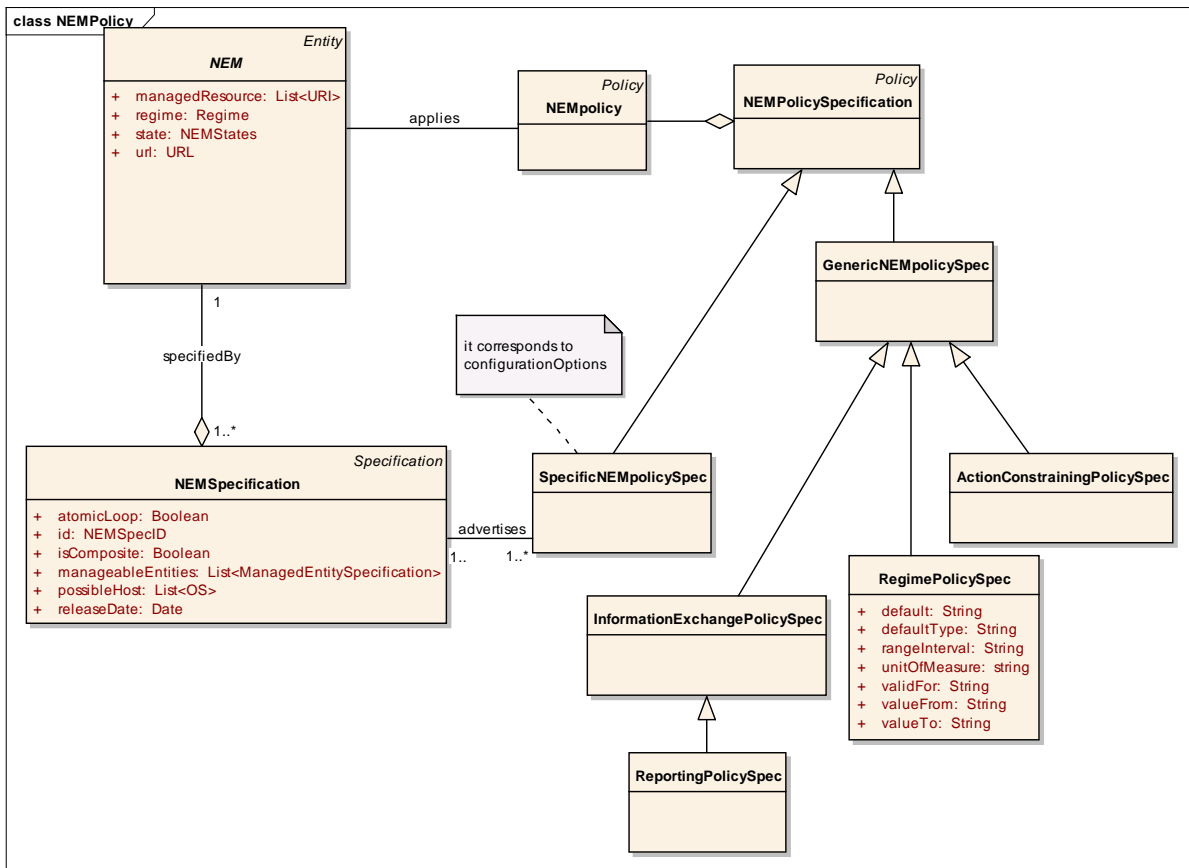 class NEMPolicy
Entity
NEM
+ managedResource: List<URI>
+ regime: Regime
+ state: NEMStates
+ url: URL
applies
Policy
NEMpolicy
Policy
NEMPolicySpecification
GenericNEMpolicySpec
1
specifiedBy
1..*
it corresponds to
configurationOptions
Specification
NEMSpecification
+ atomicLoop: Boolean
+ id: NEMSpecID
+ isComposite: Boolean
+ manageableEntities: List<ManagedEntitySpecification>
+ possibleHost: List<OS>
+ releaseDate: Date
advertises
1..
1..*
SpecificNEMpolicySpec
ActionConstrainingPolicySpec
InformationExchangePolicySpec
RegimePolicySpec
+ default: String
+ defaultType: String
+ rangeInterval: String
+ unitOfMeasure: string
+ validFor: String
+ valueFrom: String
+ valueTo: String
ReportingPolicySpec